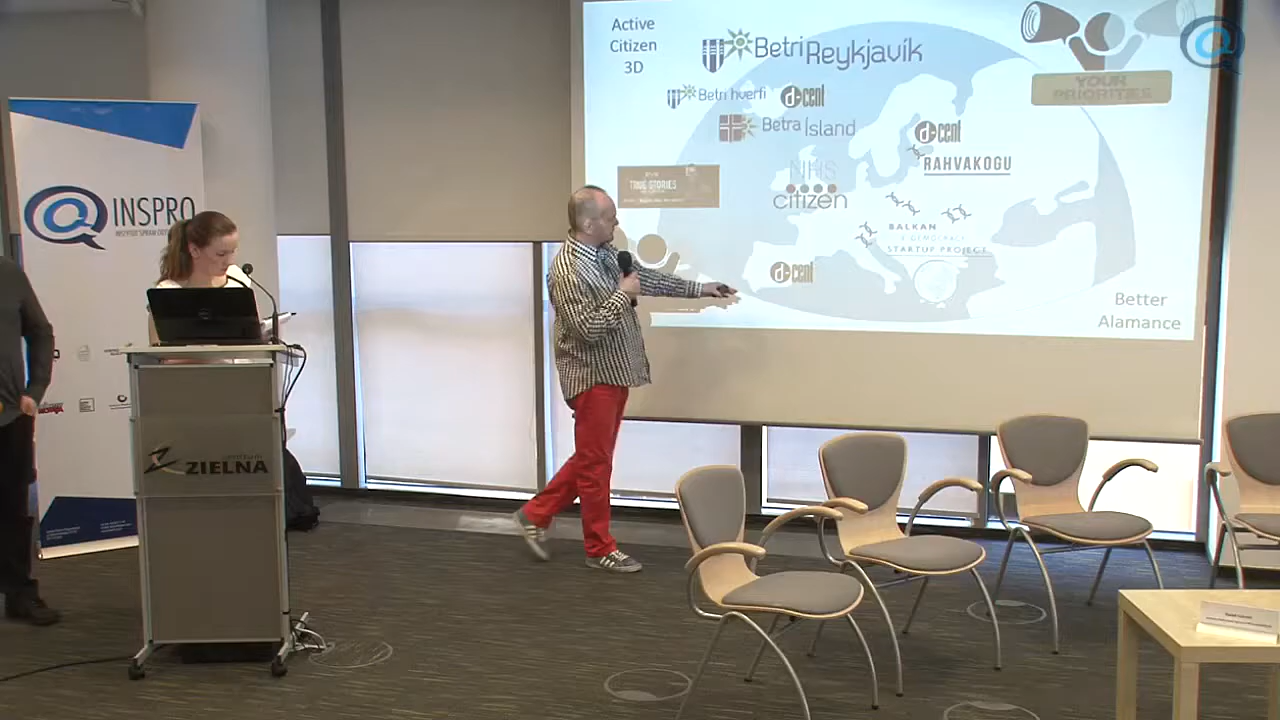 Active
Citizen
3D
Betri Reykjavík
YOUR
PRIORITIES
Betri hverfi
d-cent
Betra Ísland
d-cent
RAHVAKOGU
TRUE STORIES
NHS
citizen
BALKAN
E-DEMOCRACY
STARTUP PROJECT
d-cent
Better
Alamance
INSPRO
ZIELNA